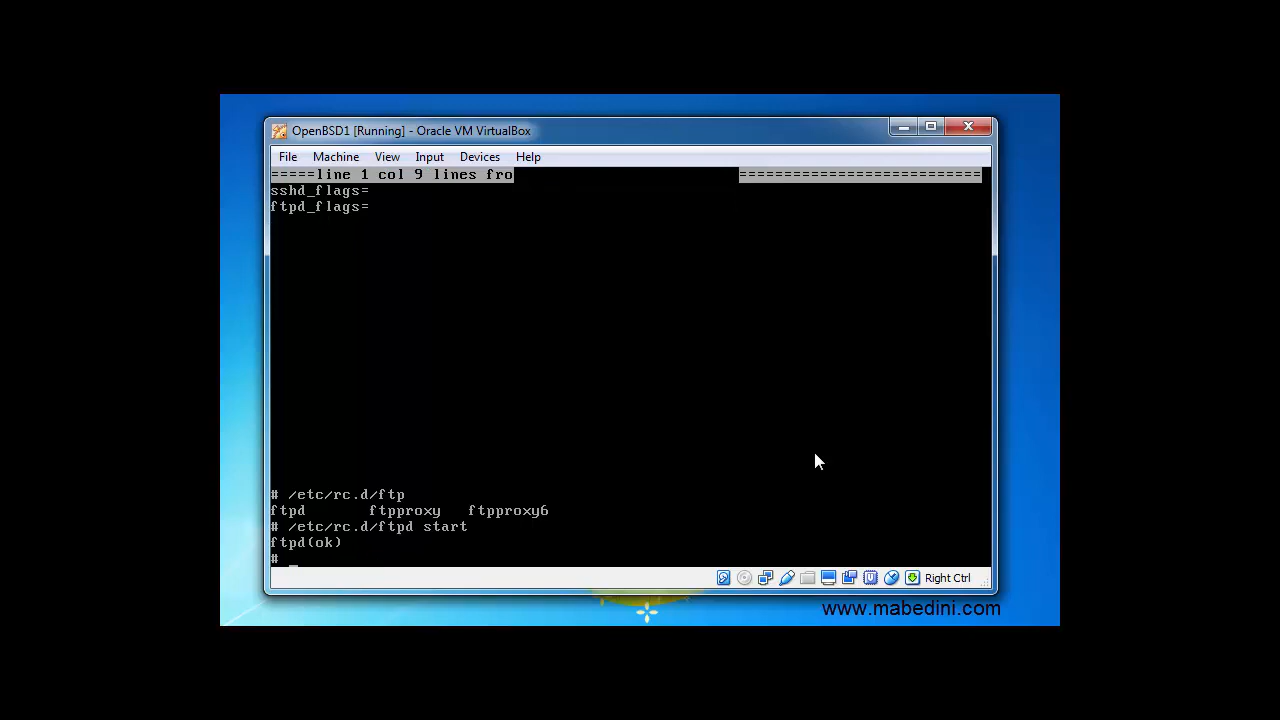 OpenBSD1 [Running] - Oracle VM VirtualBox
File Machine View Input Devices Help
=====line 1 col 9 lines fro ===========================
sshd_flags=
ftpd_flags=
# /etc/rc.d/ftp
ftpd ftpproxy ftpproxy6
# /etc/rc.d/ftpd start
ftpd(ok)
# _
Right Ctrl
www.mabedini.com